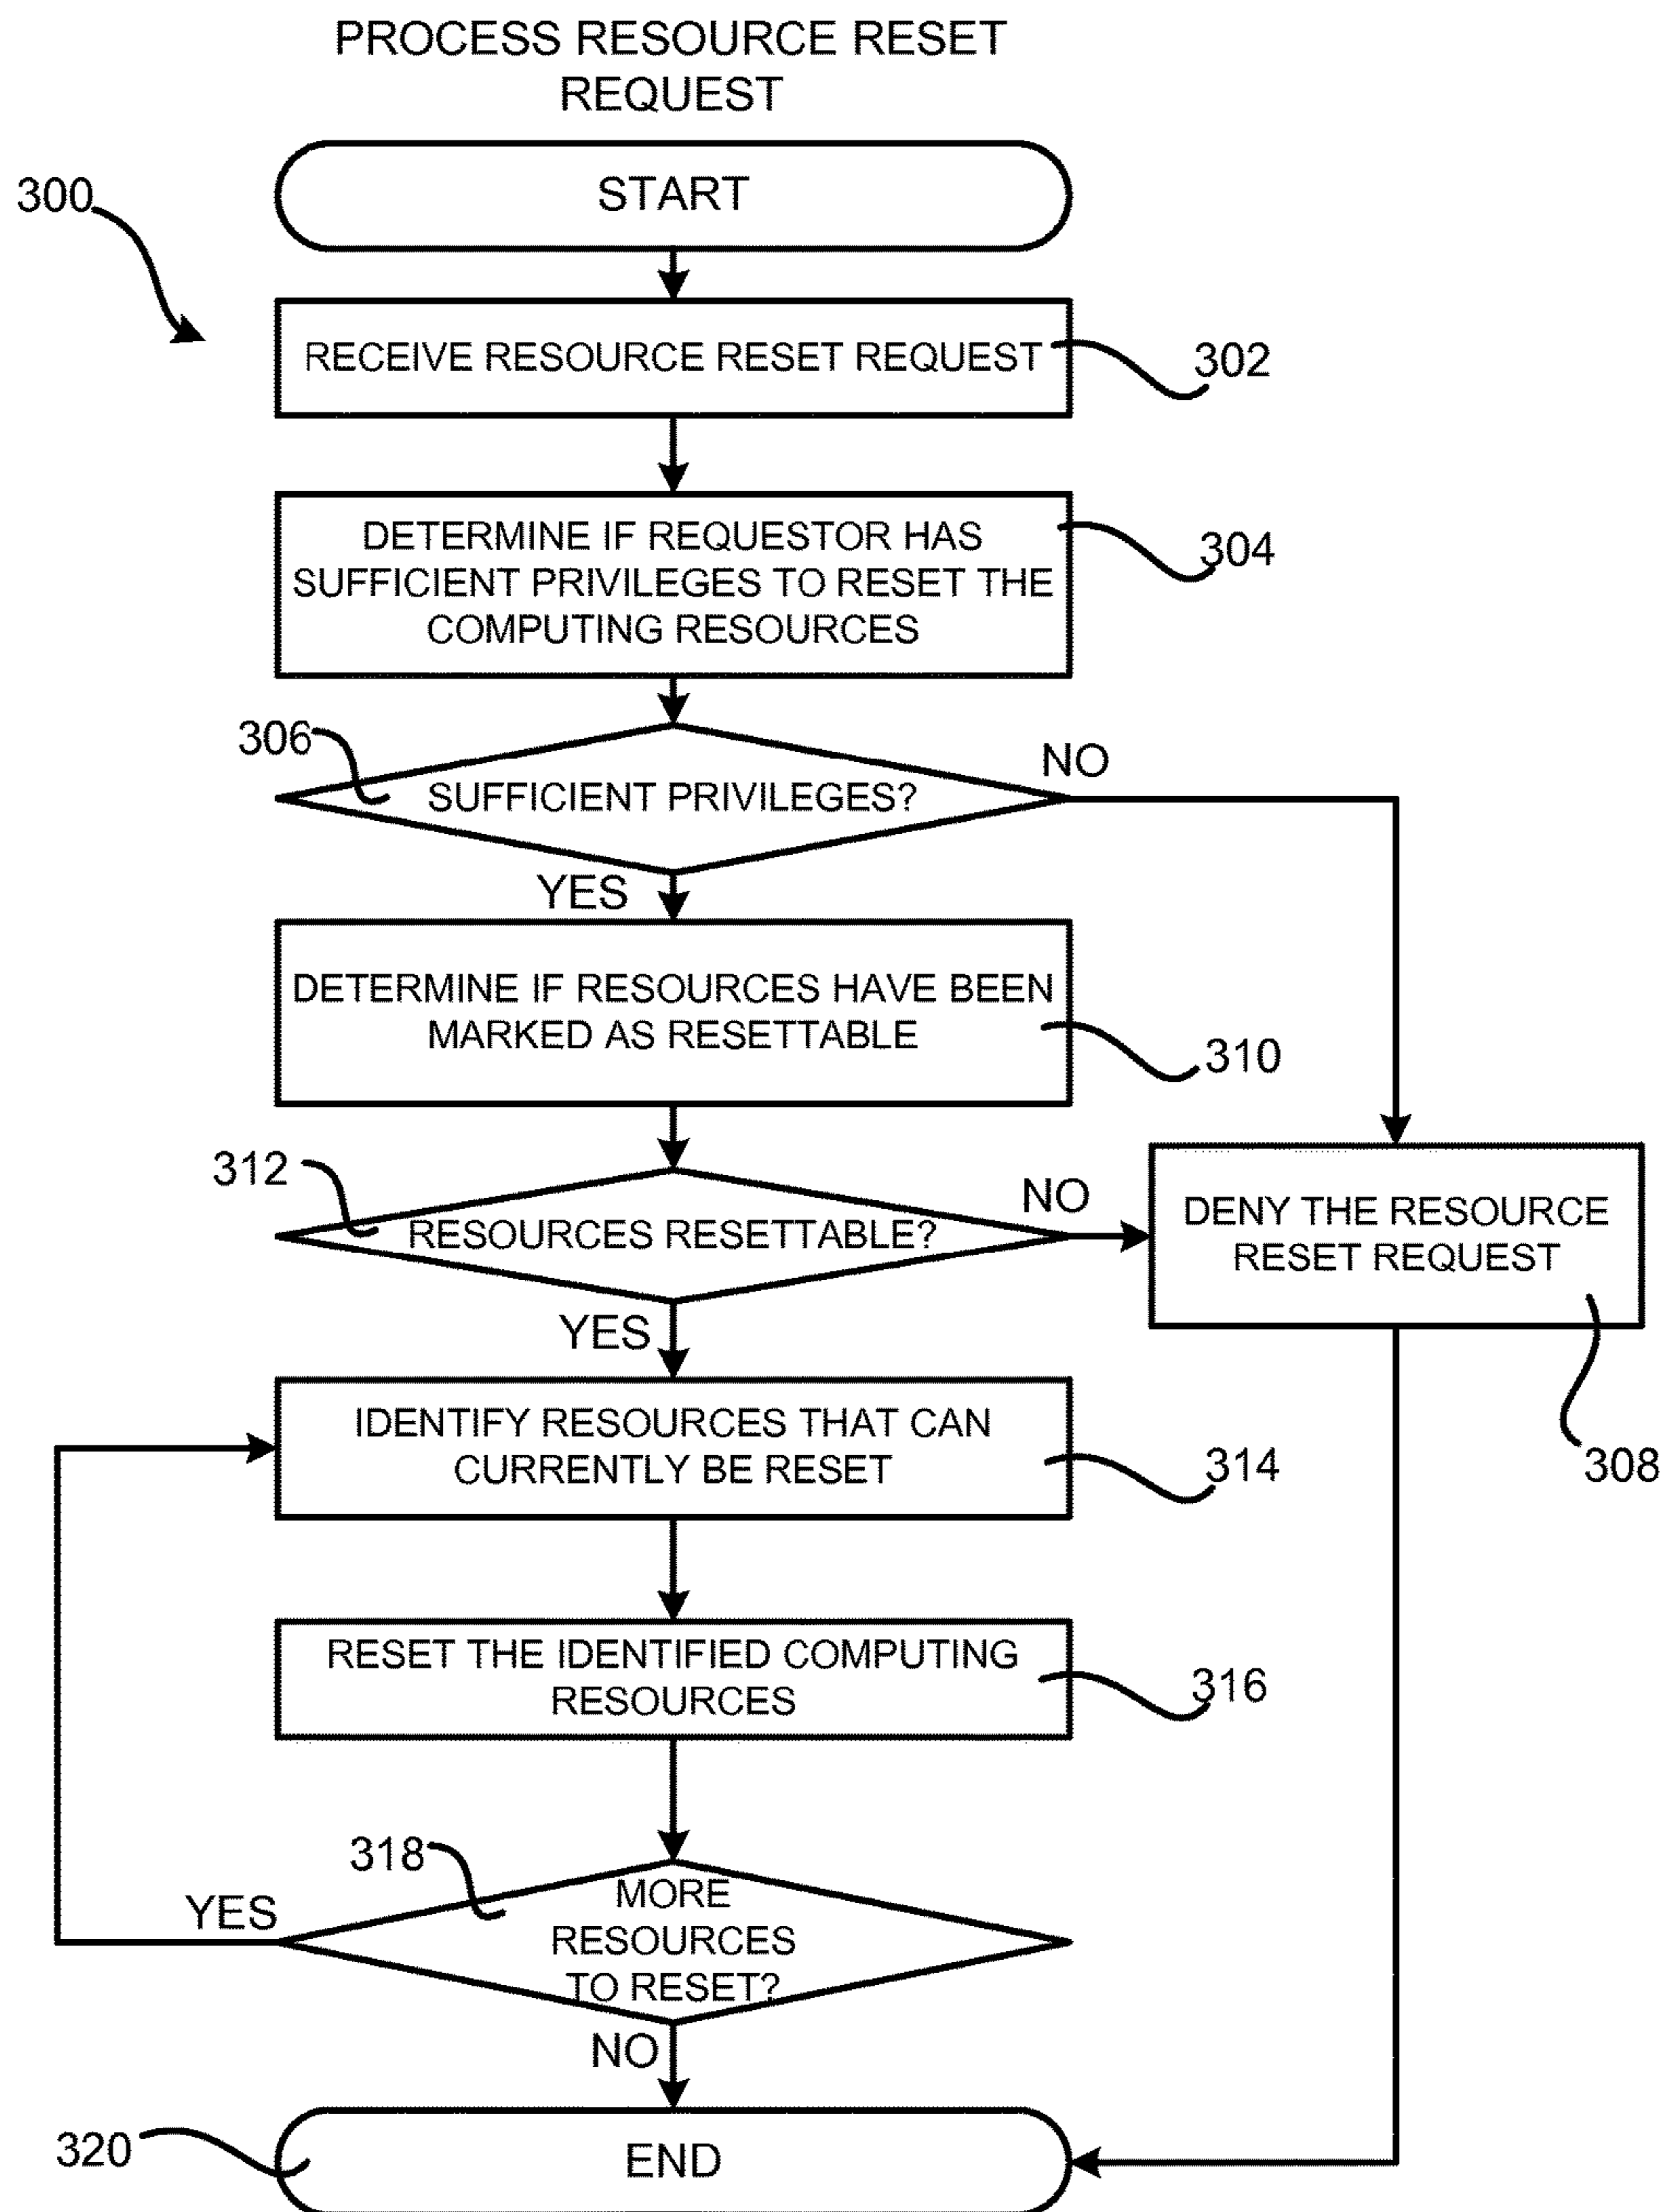 PROCESS RESOURCE RESET
REQUEST
START
300
RECEIVE RESOURCE RESET REQUEST
302
DETERMINE IF REQUESTOR HAS
SUFFICIENT PRIVILEGES TO RESET THE
COMPUTING RESOURCES
304
306
SUFFICIENT PRIVILEGES?
NO
YES
DETERMINE IF RESOURCES HAVE BEEN
MARKED AS RESETTABLE
310
312
RESOURCES RESETTABLE?
NO
DENY THE RESOURCE
RESET REQUEST
308
YES
IDENTIFY RESOURCES THAT CAN
CURRENTLY BE RESET
314
RESET THE IDENTIFIED COMPUTING
RESOURCES
316
318
MORE
RESOURCES
TO RESET?
YES
NO
320
END